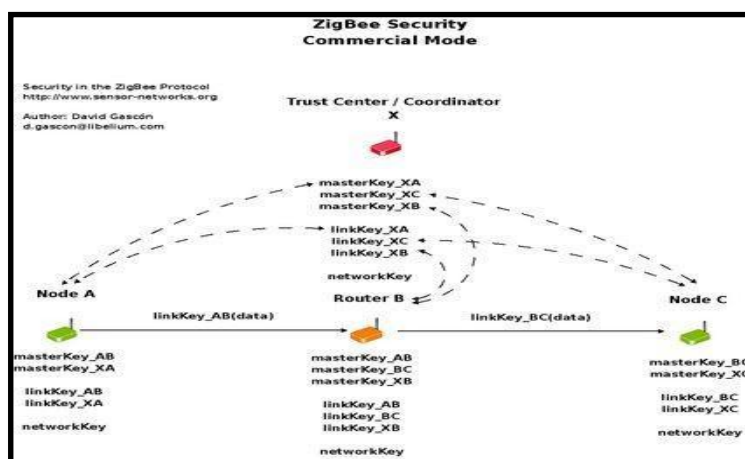 ZigBee Security
Commercial Mode
Security in the ZigBee Protocol
http://www.sensor-networks.org
Author: David Gascón
d.gascon@libelium.com
Trust Center / Coordinator
X
masterKey_XA
masterKey_XC
masterKey_XB
linkKey_XA
linkKey_XC
linkKey_XB
networkKey
Node A
Router B
Node C
linkKey_AB(data)
linkKey_BC(data)
masterKey_AB
masterKey_XA
linkKey_AB
linkKey_XA
networkKey
masterKey_AB
masterKey_BC
masterKey_XB
linkKey_AB
linkKey_BC
linkKey_XB
networkKey
masterKey_BC
masterKey_XC
linkKey_BC
linkKey_XC
networkKey